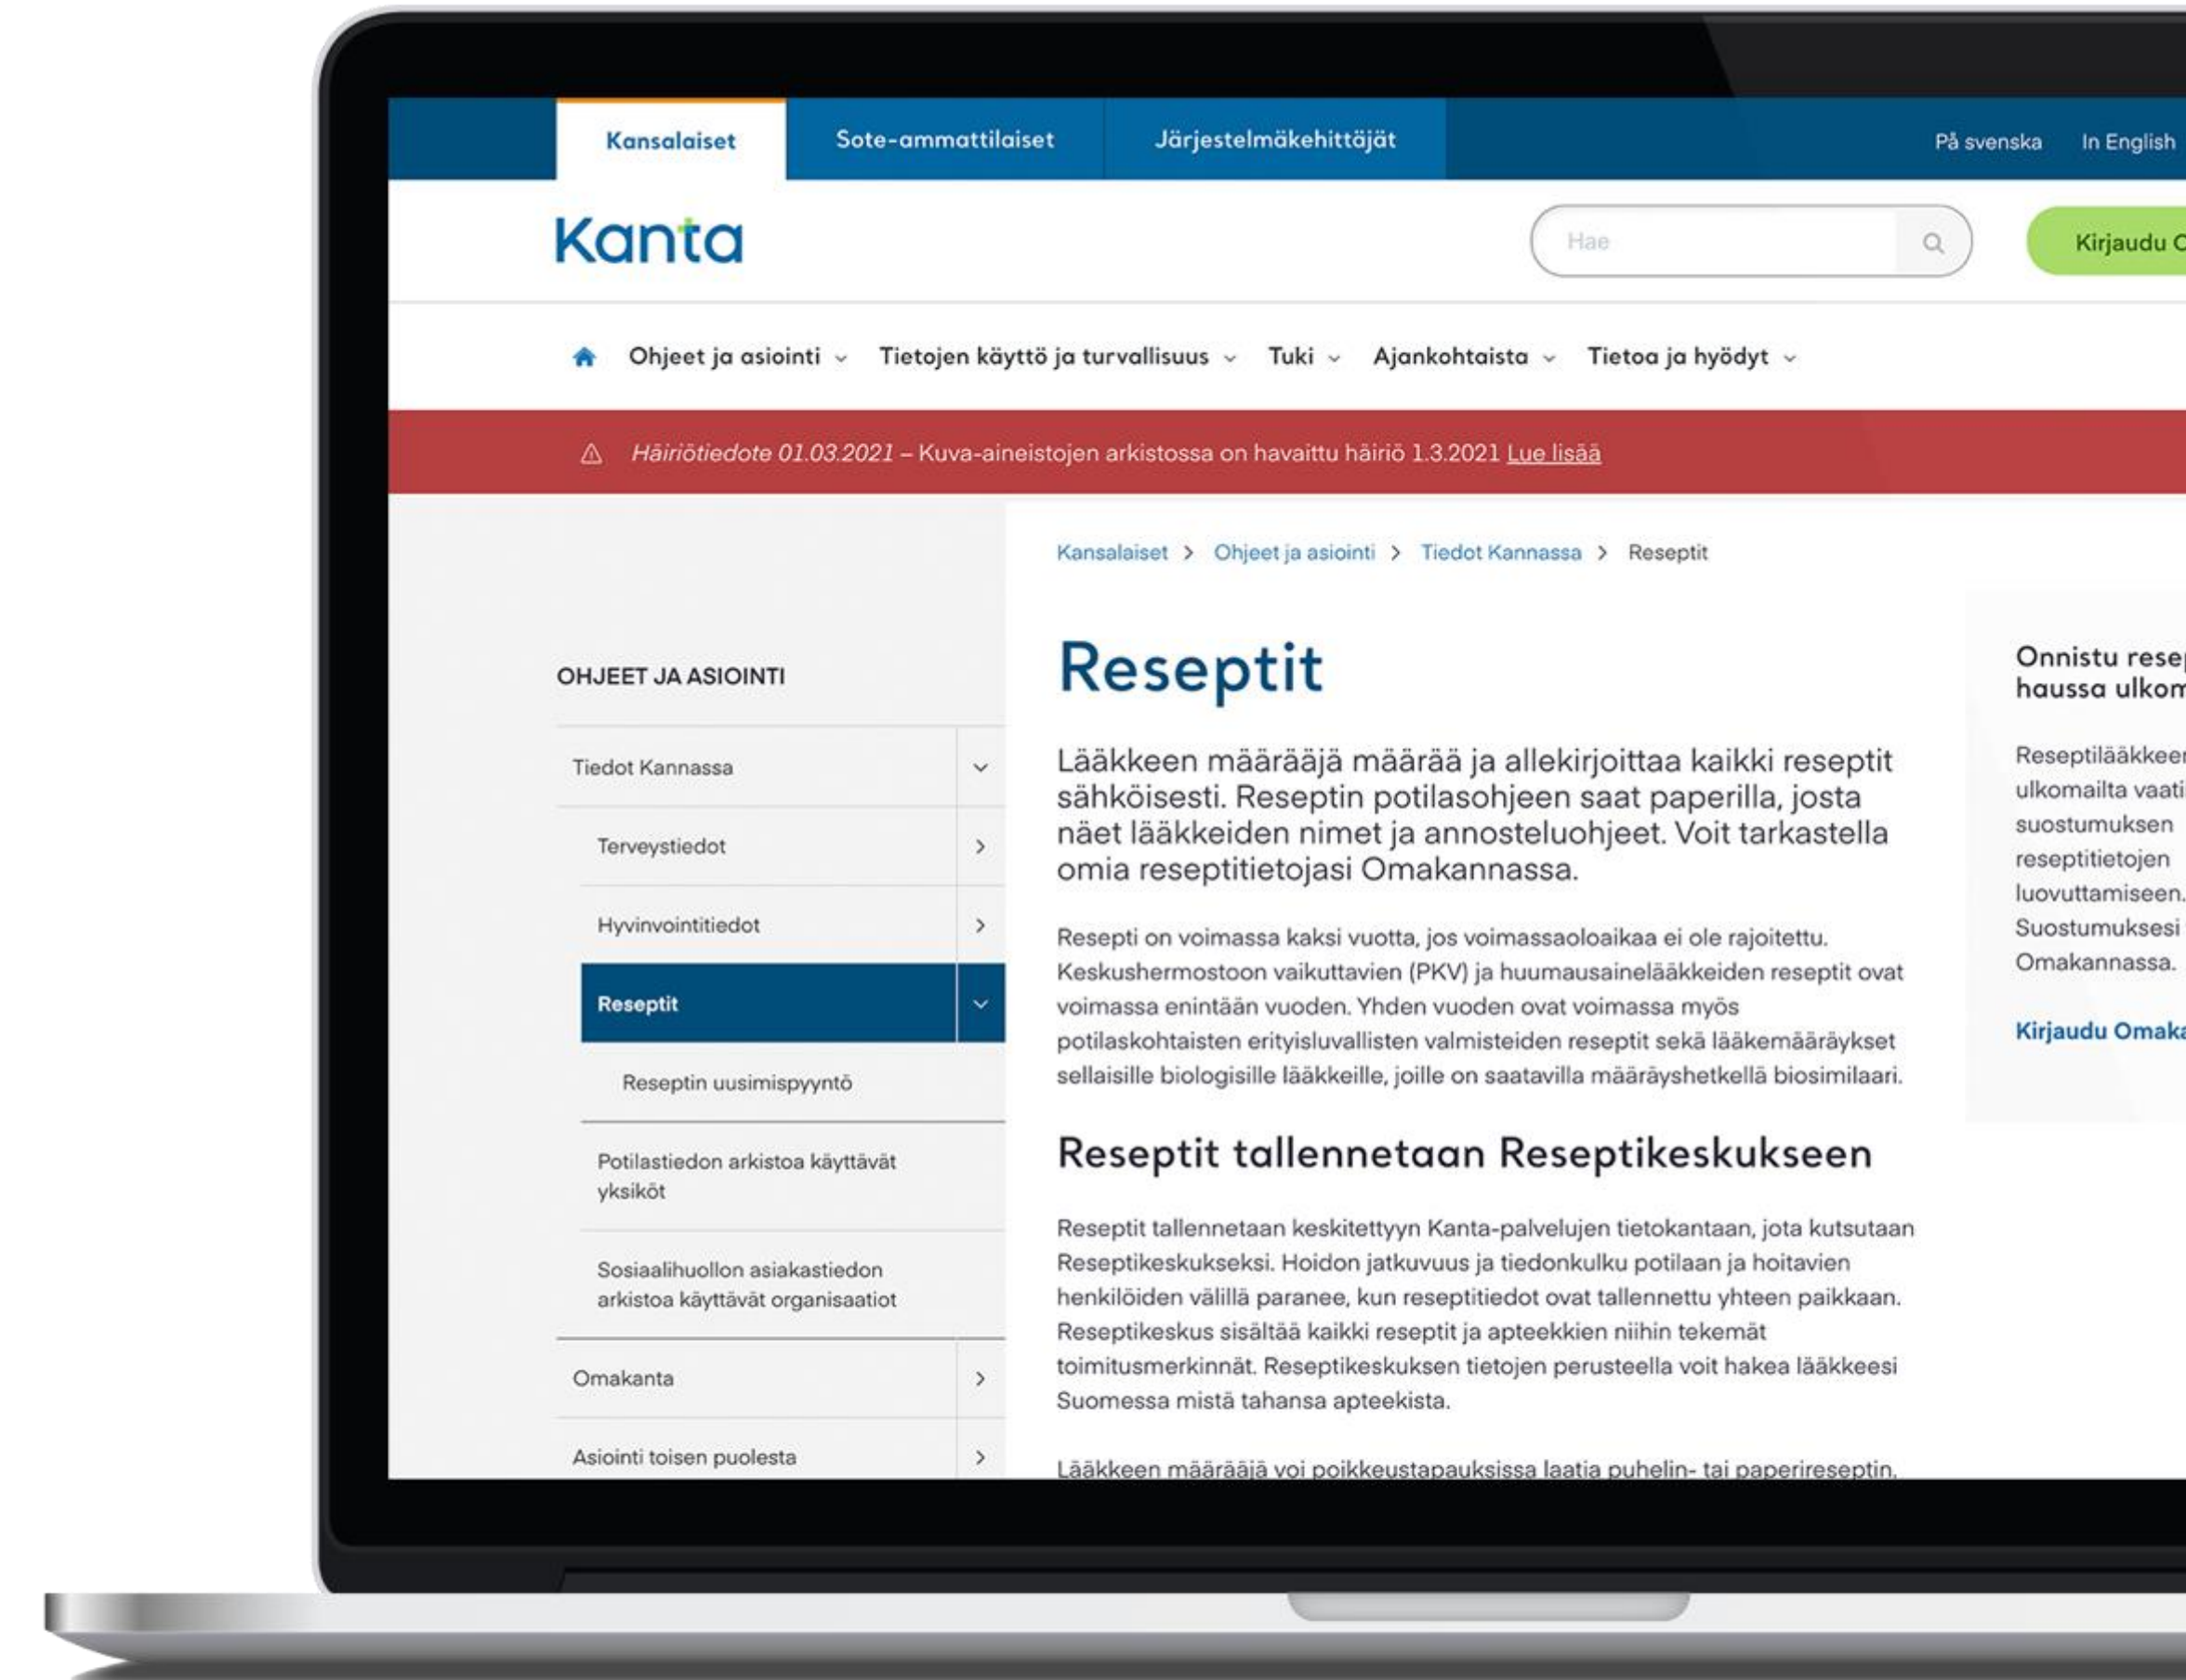 Kansalaiset
Sote-ammattilaiset
Järjestelmäkehittäjät
På svenska
In English
Kanta
Hae
Kirjaudu
Ohjeet ja asiointi
Tietojen käyttö ja turvallisuus
Tuki
Ajankohtaista
Tietoa ja hyödyt
Häiriötiedote 01.03.2021 – Kuva-aineistojen arkistossa on havaittu häiriö 1.3.2021 Lue lisää
OHJEET JA ASIOINTI
Tiedot Kannassa
Terveystiedot
Hyvinvointitiedot
Reseptit
Reseptin uusimispyyntö
Potilastiedon arkistoa käyttävät
yksiköt
Sosiaalihuollon asiakastiedon
arkistoa käyttävät organisaatiot
Omakanta
Asiointi toisen puolesta
Kansalaiset > Ohjeet ja asiointi > Tiedot Kannassa > Reseptit
Reseptit
Lääkkeen määrääjä määrää ja allekirjoittaa kaikki reseptit
sähköisesti. Reseptin potilasohjeen saat paperilla, josta
näet lääkkeiden nimet ja annosteluohjeet. Voit tarkastella
omia reseptitietojasi Omakannassa.
Resepti on voimassa kaksi vuotta, jos voimassaoloaikaa ei ole rajoitettu.
Keskushermostoon vaikuttavien (PKV) ja huumausainelääkkeiden reseptit ovat
voimassa enintään vuoden. Yhden vuoden ovat voimassa myös
potilaskohtaisten erityisluvallisten valmisteiden reseptit sekä lääkemääräykset
sellaisille biologisille lääkkeille, joille on saatavilla määräyshetkellä biosimilaari.
Reseptit tallennetaan Reseptikeskukseen
Reseptit tallennetaan keskitettyyn Kanta-palvelujen tietokantaan, jota kutsutaan
Reseptikeskukseksi. Hoidon jatkuvuus ja tiedonkulku potilaan ja hoitavien
henkilöiden välillä paranee, kun reseptitiedot ovat tallennettu yhteen paikkaan.
Reseptikeskus sisältää kaikki reseptit ja apteekkien niihin tekemät
toimitusmerkinnät. Reseptikeskuksen tietojen perusteella voit hakea lääkkeesi
Suomessa mistä tahansa apteekista.
Lääkkeen määrääjä voi poikkeustapauksissa laatia puhelin- tai paperireseptin.
Onnistu
haussa
ulkomailta
suostumuksen
reseptitietojen
luovuttamiseen.
Suostumuksesi
Omakannassa.
Kirjaudu